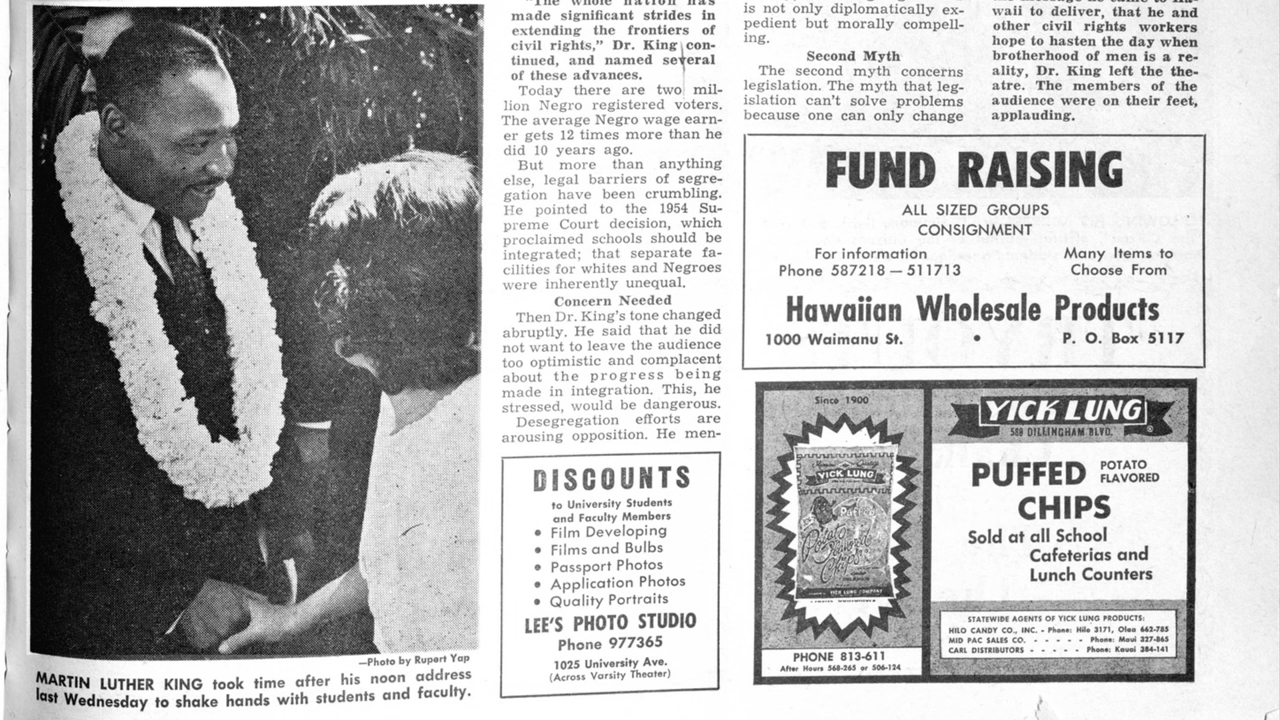 —Photo by Rupert Yap
MARTIN LUTHER KING took time after his noon address
last Wednesday to shake hands with students and faculty.
"The whole nation has
made significant strides in
extending the frontiers of
civil rights," Dr. King con-
tinued, and named several
of these advances.
Today there are two mil-
lion Negro registered voters.
The average Negro wage earn-
er gets 12 times more than he
did 10 years ago.
But more than anything
else, legal barriers of segre-
gation have been crumbling.
He pointed to the 1954 Su-
preme Court decision, which
proclaimed schools should be
integrated; that separate fa-
cilities for whites and Negroes
were inherently unequal.
Concern Needed
Then Dr. King's tone changed
abruptly. He said that he did
not want to leave the audience
too optimistic and complacent
about the progress being
made in integration. This, he
stressed, would be dangerous.
Desegregation efforts are
arousing opposition. He men-
DISCOUNTS
to University Students
and Faculty Members
• Film Developing
• Films and Bulbs
• Passport Photos
• Application Photos
• Quality Portraits
LEE'S PHOTO STUDIO
Phone 977365
1025 University Ave.
(Across Varsity Theater)
is not only diplomatically ex-
pedient but morally compell-
ing.
Second Myth
The second myth concerns
legislation. The myth that leg-
islation can't solve problems
because one can only change
waii to deliver, that he and
other civil rights workers
hope to hasten the day when
brotherhood of men is a re-
ality, Dr. King left the the-
atre. The members of the
audience were on their feet,
applauding.
FUND RAISING
ALL SIZED GROUPS
CONSIGNMENT
For information
Phone 587218 — 511713
Many Items to
Choose From
Hawaiian Wholesale Products
1000 Waimanu St. • P. O. Box 5117
Since 1900
YICK LUNG
Puffed
Potato
Flavored
Chips
YICK LUNG COMPANY
PHONE 813-611
After Hours 568-265 or 506-124
YICK LUNG ®
589 DILLINGHAM BLVD.
PUFFED POTATO FLAVORED
CHIPS
Sold at all School
Cafeterias and
Lunch Counters
STATEWIDE AGENTS OF YICK LUNG PRODUCTS:
HILO CANDY CO., INC. - Phone: Hilo 3171, Olaa 662-785
MID PAC SALES CO. - - - - - Phone: Maui 327-865
CARL DISTRIBUTORS - - - - - Phone: Kauai 384-141